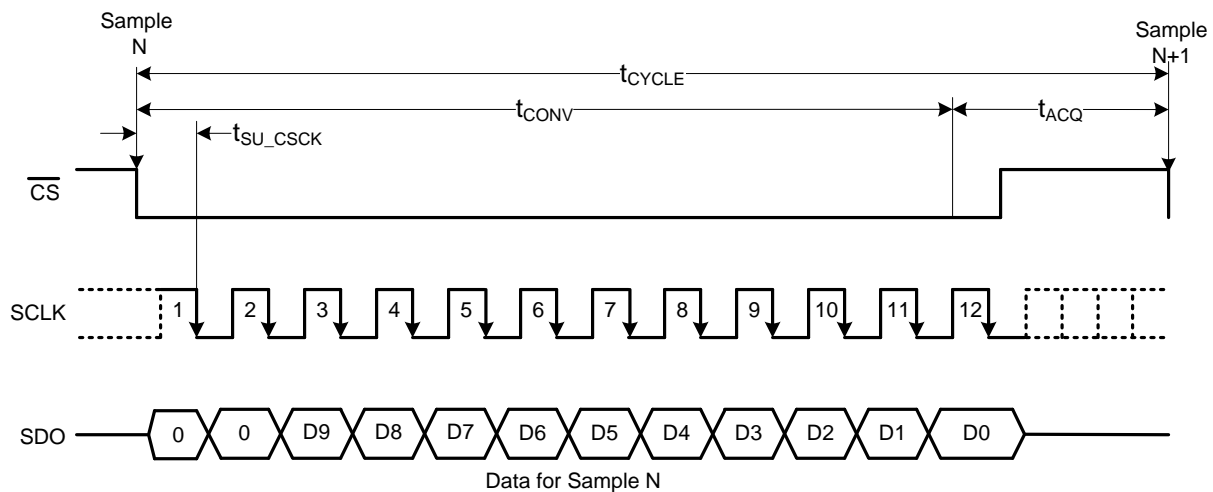 Sample
N
Sample
N+1
tCYCLE
tCONV
tACQ
tSU_CSCK
CS
SCLK
1 2 3 4 5 6 7 8 9 10 11 12
SDO
0 0 D9 D8 D7 D6 D5 D4 D3 D2 D1 D0
Data for Sample N